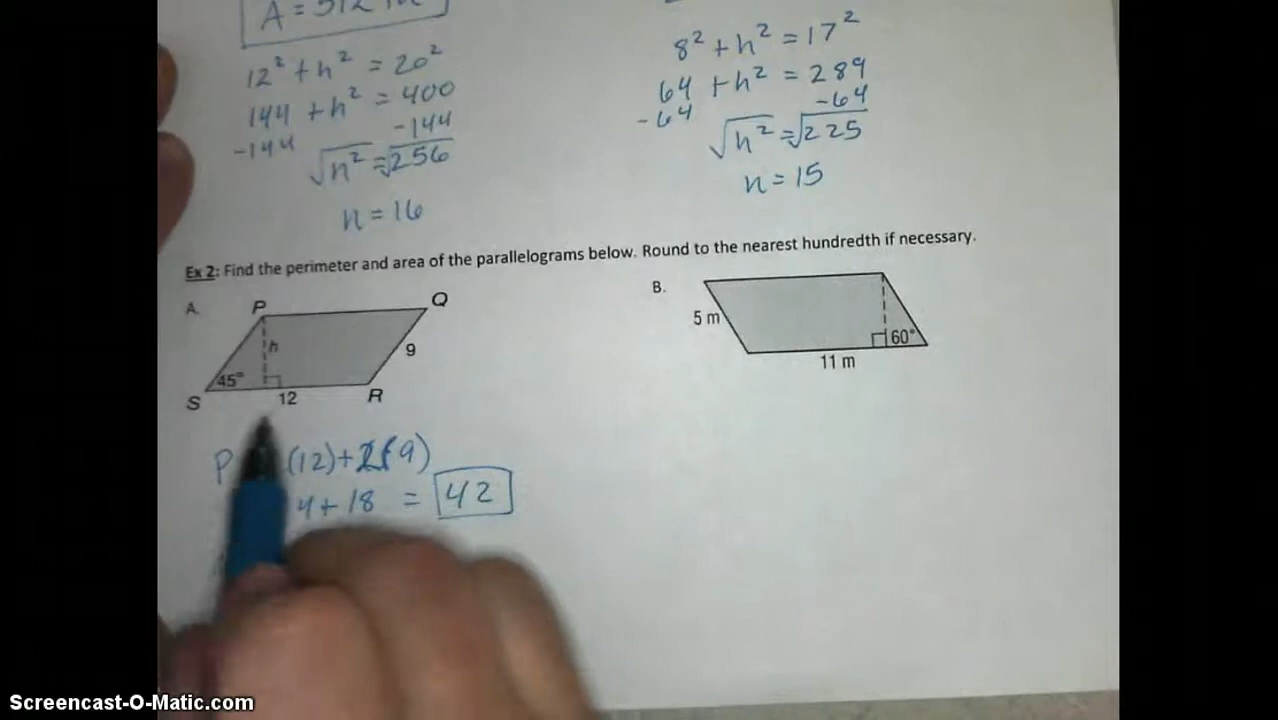 A = 512
12² + h² = 20²
144 + h² = 400
-144 -144
√h² = √256
h = 16
8² + h² = 17²
64 + h² = 289
-64 -64
√h² = √225
h = 15
Ex 2: Find the perimeter and area of the parallelograms below. Round to the nearest hundredth if necessary.
A.
P
Q
h
9
45°
S
12
R
P (12)+2(9)
4 + 18 = 42
B.
5 m
60°
11 m
Screencast-O-Matic.com